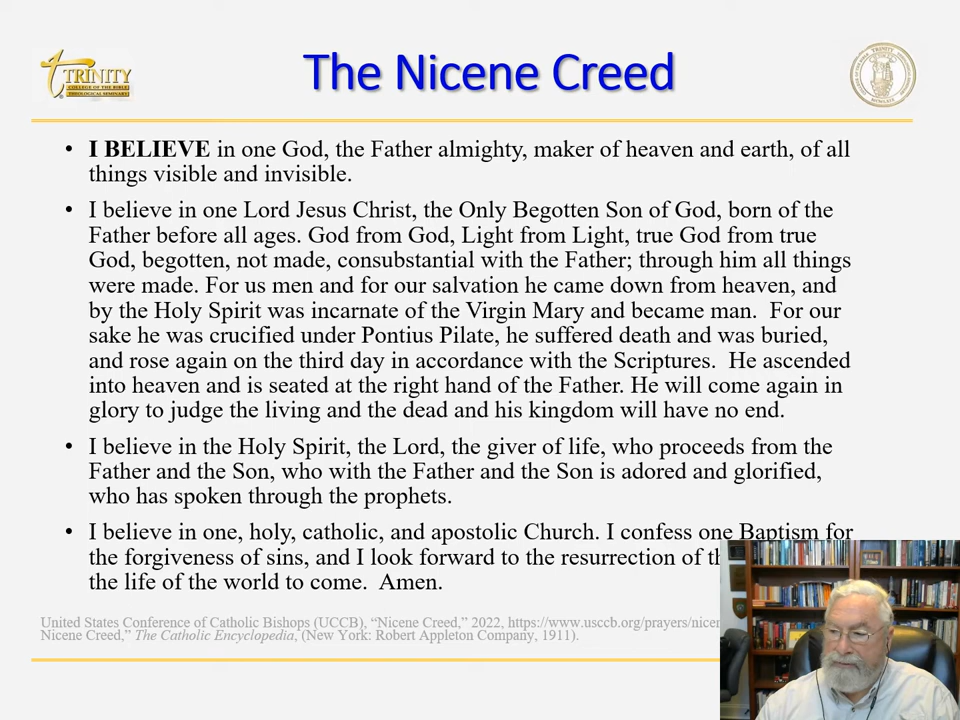 TRINITY
COLLEGE OF THE BIBLE
THEOLOGICAL SEMINARY
The Nicene Creed
TRINITY
• I BELIEVE in one God, the Father almighty, maker of heaven and earth, of all
things visible and invisible.
• I believe in one Lord Jesus Christ, the Only Begotten Son of God, born of the
Father before all ages. God from God, Light from Light, true God from true
God, begotten, not made, consubstantial with the Father; through him all things
were made. For us men and for our salvation he came down from heaven, and
by the Holy Spirit was incarnate of the Virgin Mary and became man. For our
sake he was crucified under Pontius Pilate, he suffered death and was buried,
and rose again on the third day in accordance with the Scriptures. He ascended
into heaven and is seated at the right hand of the Father. He will come again in
glory to judge the living and the dead and his kingdom will have no end.
• I believe in the Holy Spirit, the Lord, the giver of life, who proceeds from the
Father and the Son, who with the Father and the Son is adored and glorified,
who has spoken through the prophets.
• I believe in one, holy, catholic, and apostolic Church. I confess one Baptism for
the forgiveness of sins, and I look forward to the resurrection of
the life of the world to come. Amen.
United States Conference of Catholic Bishops (UCCB), “Nicene Creed,” 2022, https://www.usccb.org/prayers/nicen
Nicene Creed,” The Catholic Encyclopedia, (New York: Robert Appleton Company, 1911).